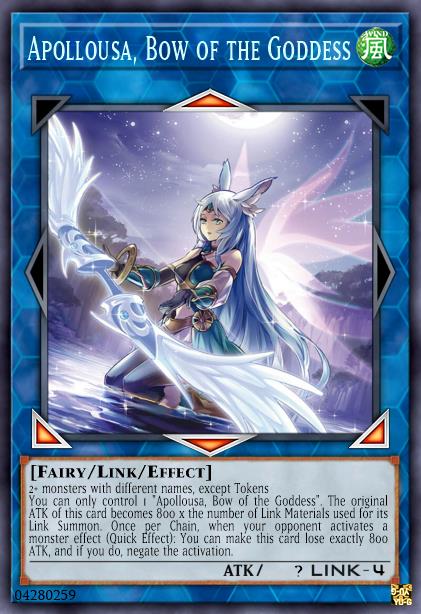 Apollousa, Bow of the Goddess
WIND
風
[Fairy/Link/Effect]
2+ monsters with different names, except Tokens
You can only control 1 "Apollousa, Bow of the Goddess". The original
ATK of this card becomes 800 x the number of Link Materials used for its
Link Summon. Once per Chain, when your opponent activates a
monster effect (Quick Effect): You can make this card lose exactly 800
ATK, and if you do, negate the activation.
ATK/ ? LINK-4
04280259